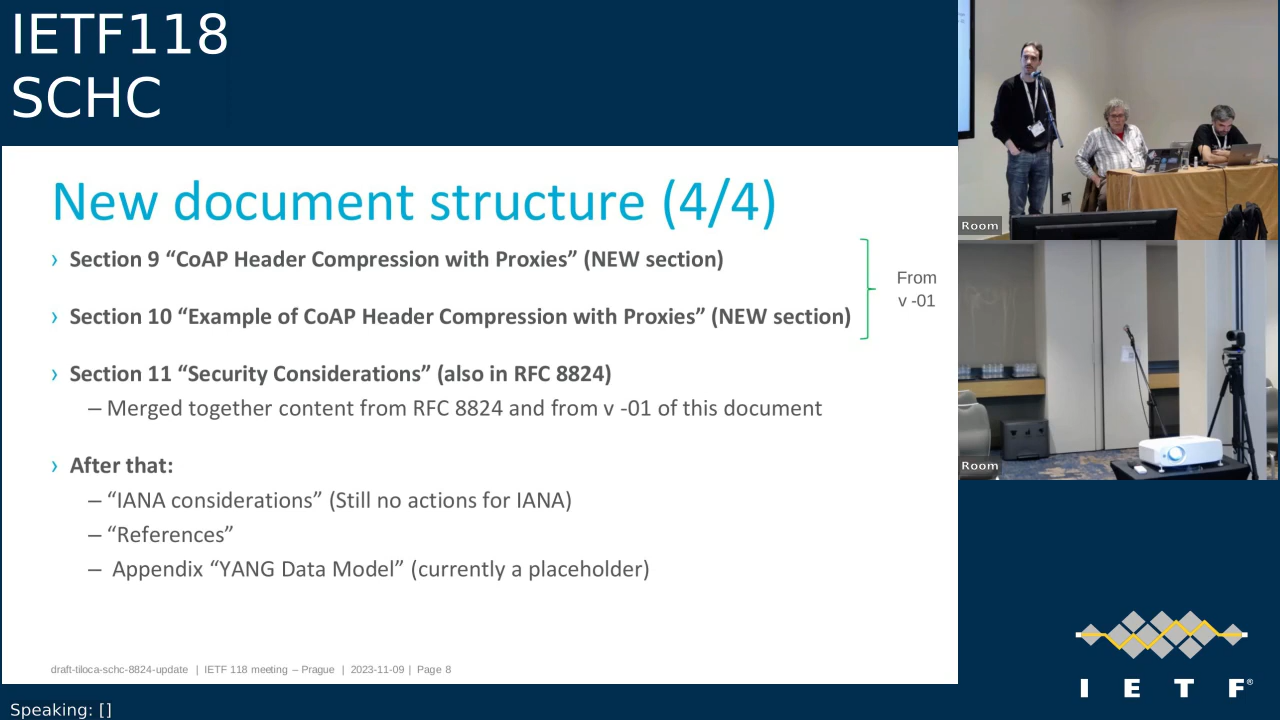 IETF118
SCHC
New document structure (4/4)
› Section 9 “CoAP Header Compression with Proxies” (NEW section)
› Section 10 “Example of CoAP Header Compression with Proxies” (NEW section)
From
v -01
› Section 11 “Security Considerations” (also in RFC 8824)
– Merged together content from RFC 8824 and from v -01 of this document
› After that:
– “IANA considerations” (Still no actions for IANA)
– “References”
– Appendix “YANG Data Model” (currently a placeholder)
draft-tiloca-schc-8824-update | IETF 118 meeting – Prague | 2023-11-09 | Page 8
Speaking: []
Room
Room
I E T F®